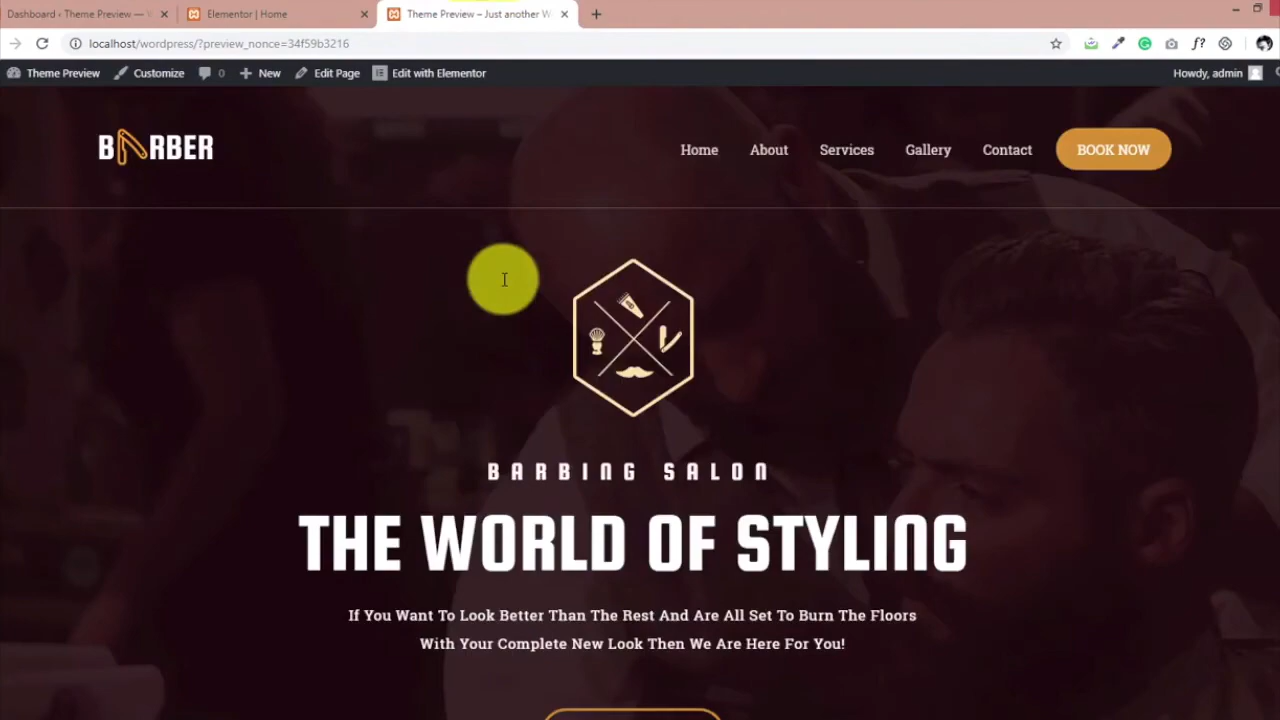 Dashboard ‹ Theme Preview —
Elementor | Home
Theme Preview – Just another W
localhost/wordpress/?preview_nonce=34f59b3216
f?
Theme Preview
Customize
0
New
Edit Page
Edit with Elementor
Howdy, admin
BARBER
Home
About
Services
Gallery
Contact
BOOK NOW
BARBING SALON
THE WORLD OF STYLING
If You Want To Look Better Than The Rest And Are All Set To Burn The Floors
With Your Complete New Look Then We Are Here For You!